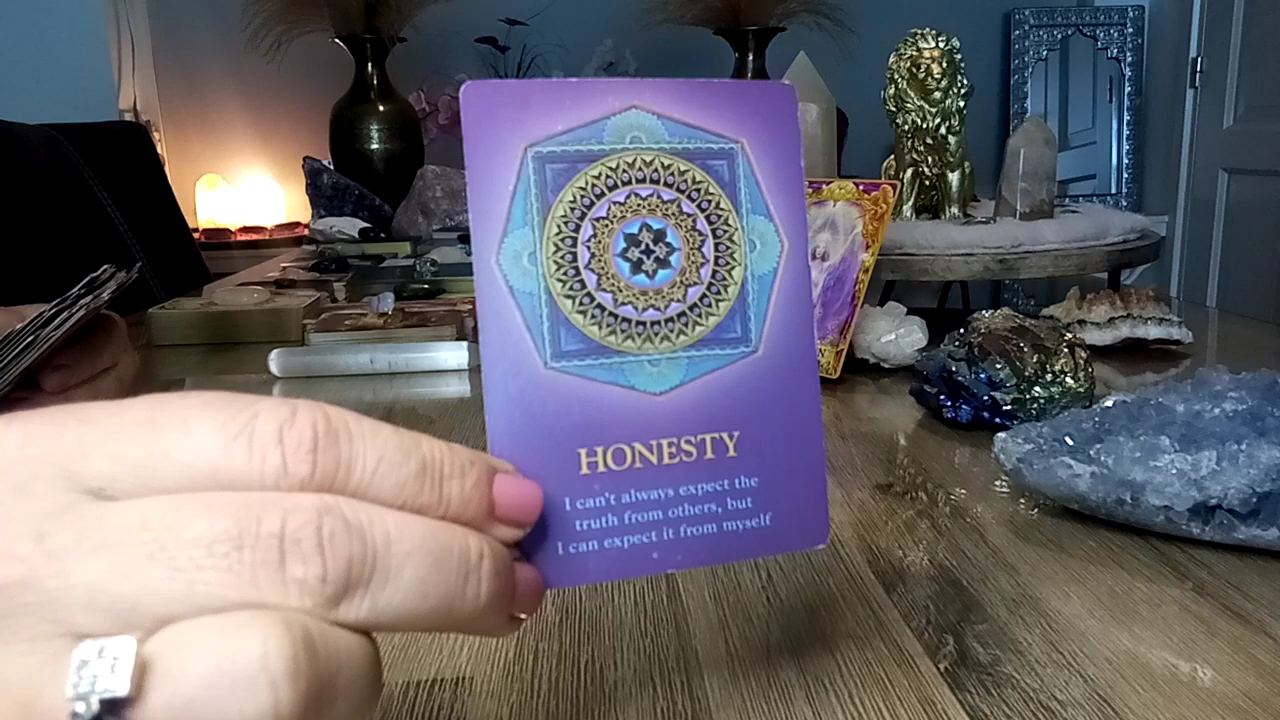 HONESTY
I can't always expect the
truth from others, but
I can expect it from myself